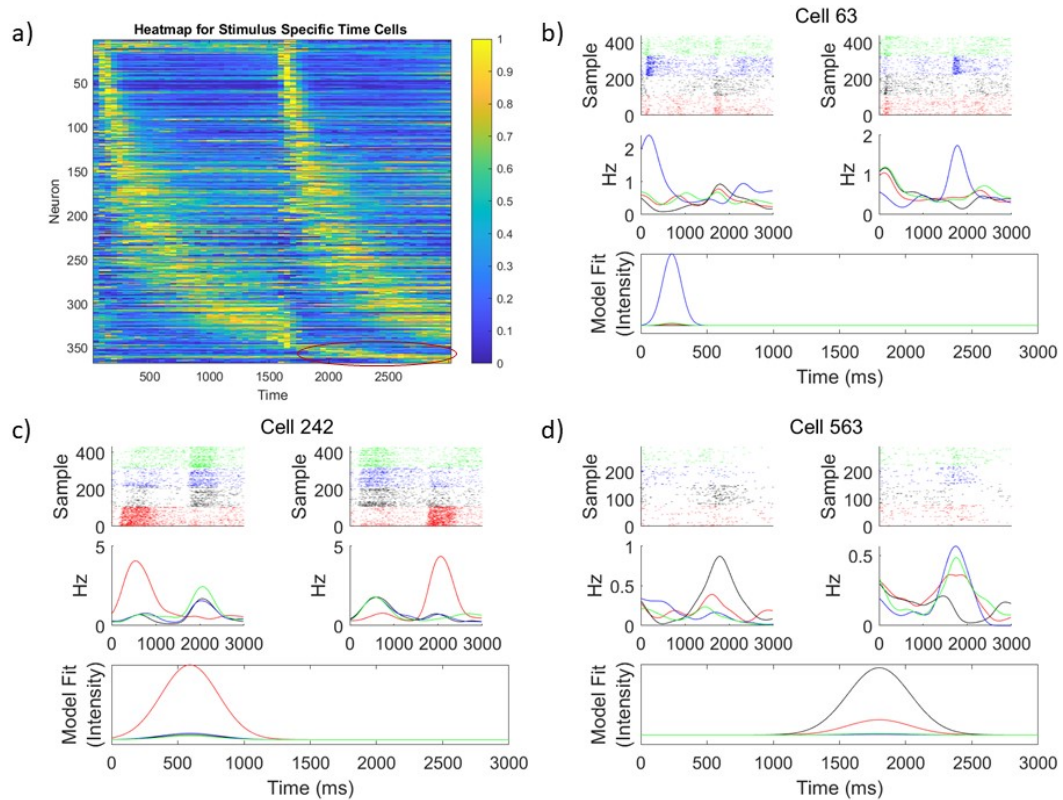 a)
Heatmap for Stimulus Specific Time Cells
Neuron
50
100
150
200
250
300
350
500 1000 1500 2000 2500
Time
1
0.9
0.8
0.7
0.6
0.5
0.4
0.3
0.2
0.1
0
b)
Cell 63
Sample
400
200
0
Sample
400
200
0
Hz
2
1
0
0 1000 2000 3000
Hz
2
1
0
0 1000 2000 3000
Model Fit
(Intensity)
0 500 1000 1500 2000 2500 3000
Time (ms)
c)
Cell 242
Sample
400
200
0
Sample
400
200
0
Hz
5
0
0 1000 2000 3000
Hz
5
0
0 1000 2000 3000
Model Fit
(Intensity)
0 500 1000 1500 2000 2500 3000
Time (ms)
d)
Cell 563
Sample
200
100
0
Sample
200
100
0
Hz
1
0.5
0
0 1000 2000 3000
Hz
0.5
0
0 1000 2000 3000
Model Fit
(Intensity)
0 500 1000 1500 2000 2500 3000
Time (ms)